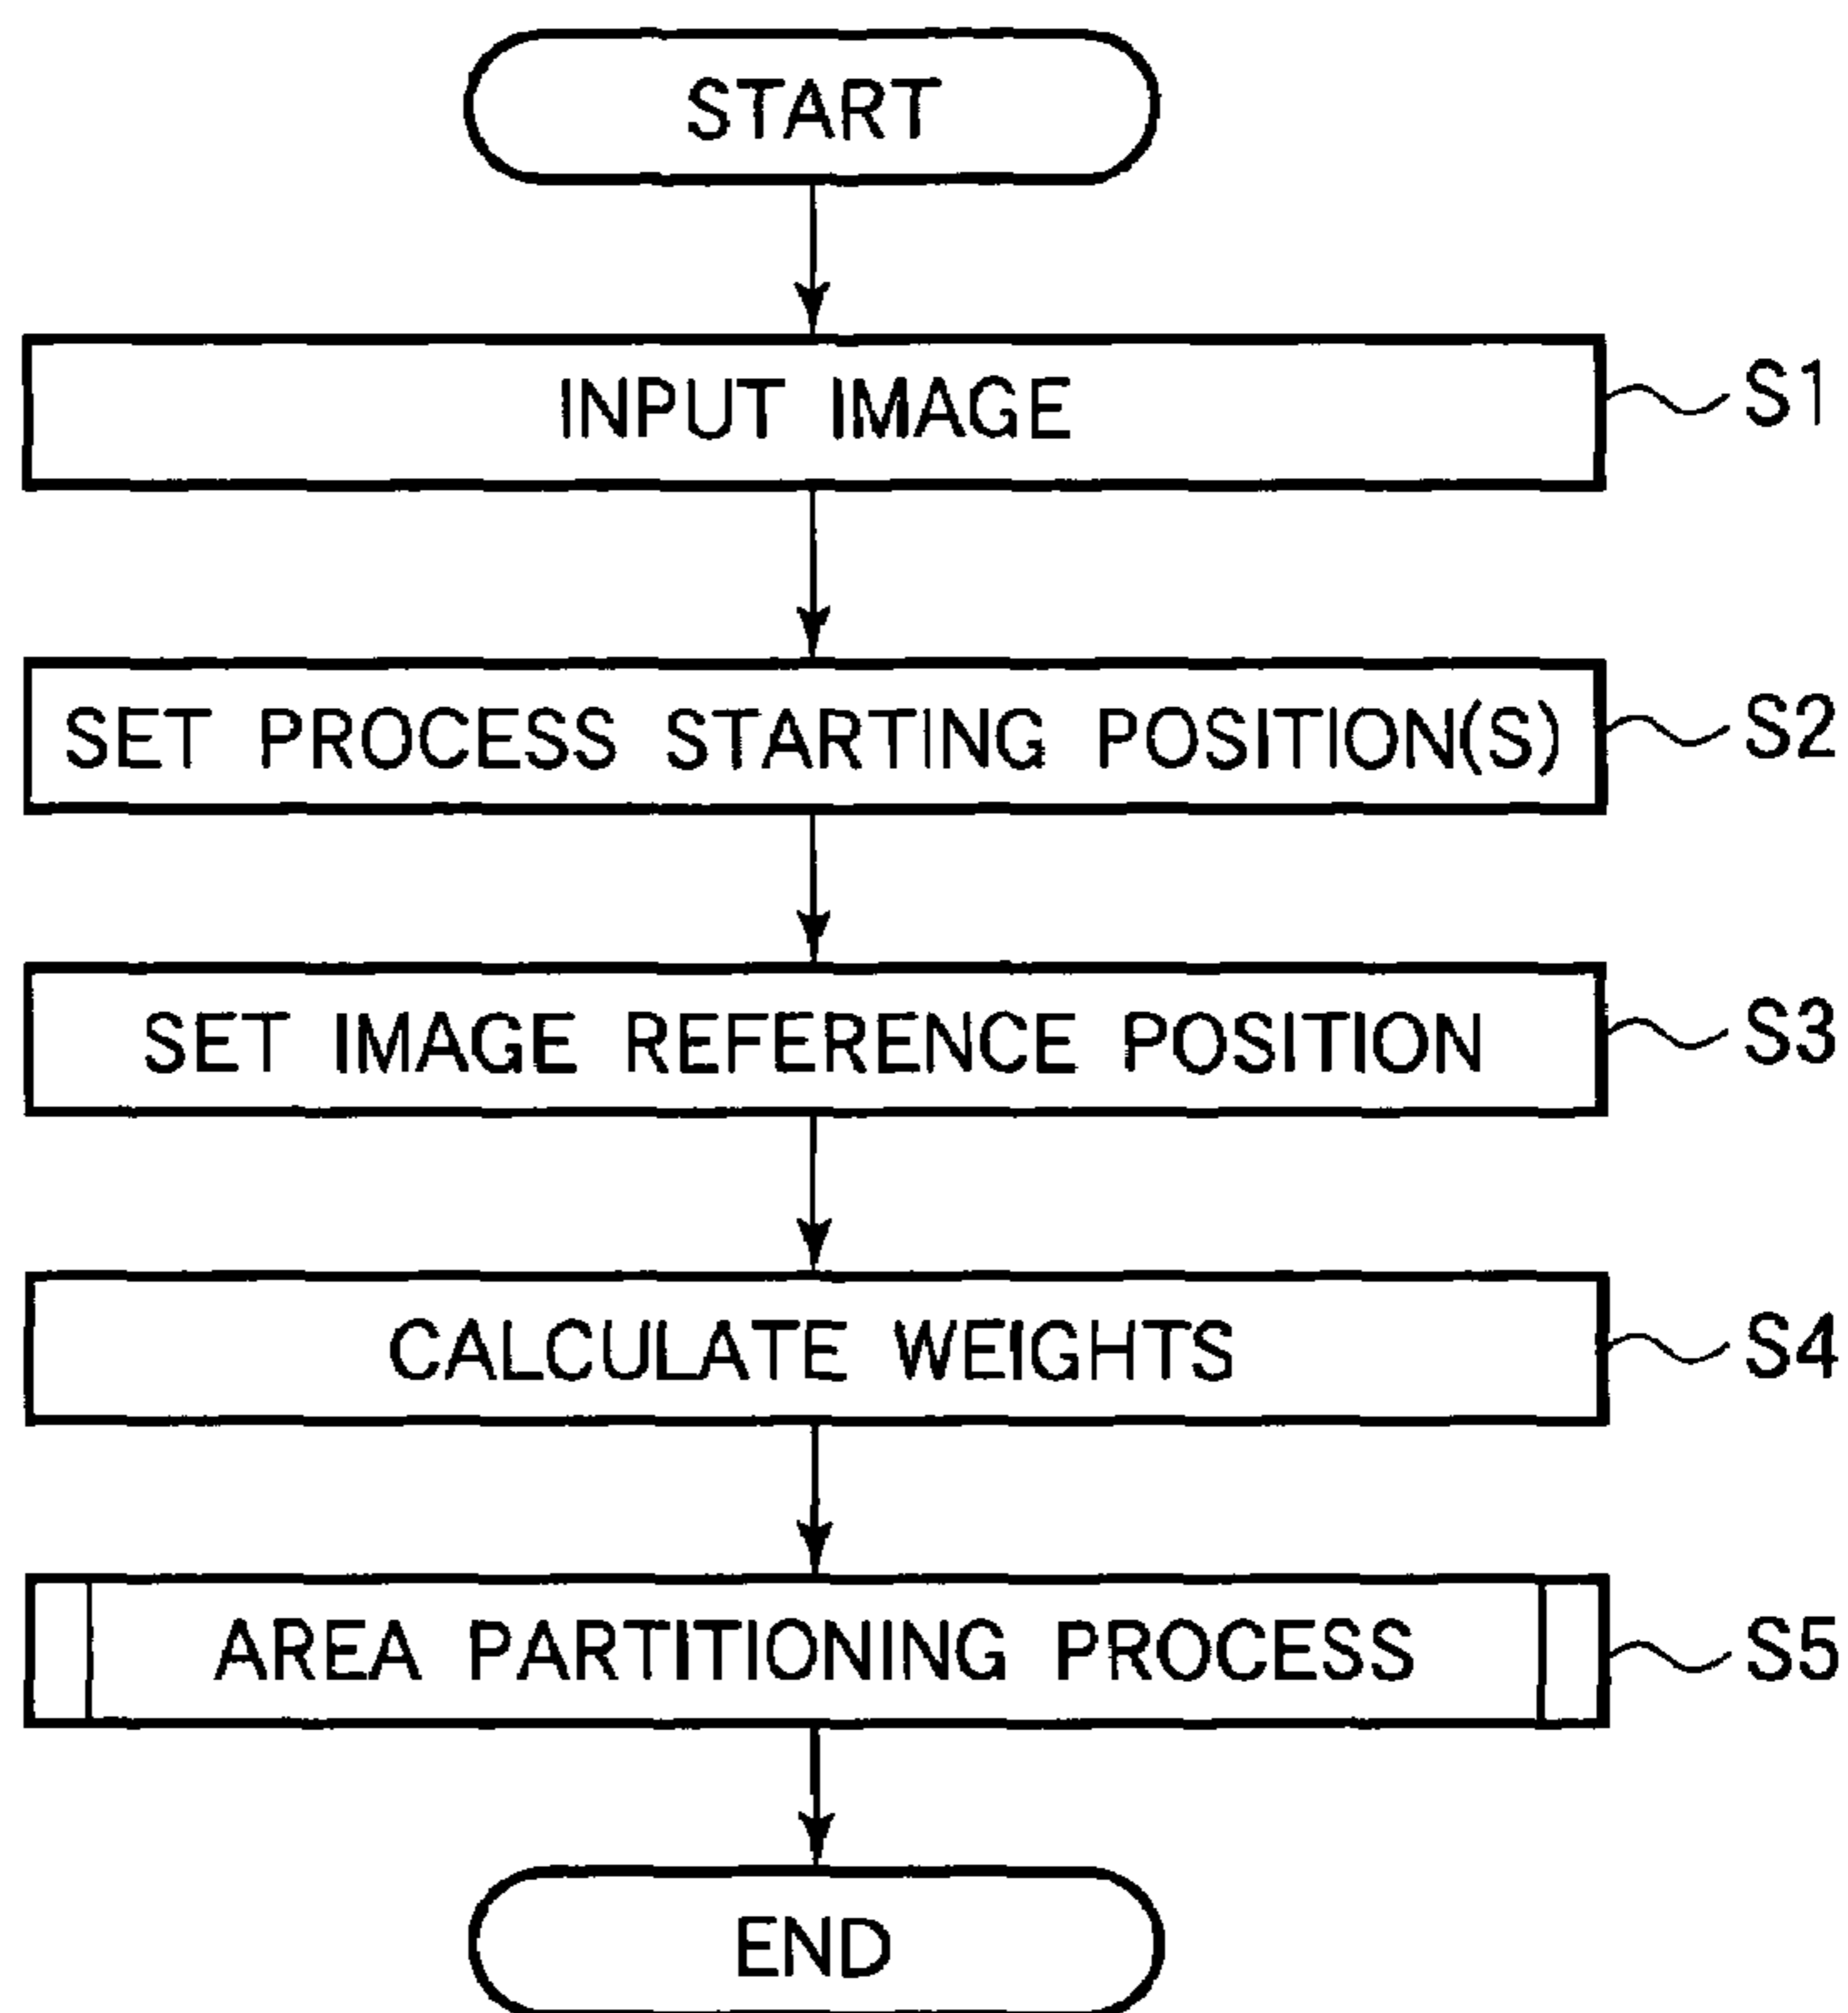 START
INPUT IMAGE
S1
SET PROCESS STARTING POSITION(S)
S2
SET IMAGE REFERENCE POSITION
S3
CALCULATE WEIGHTS
S4
AREA PARTITIONING PROCESS
S5
END